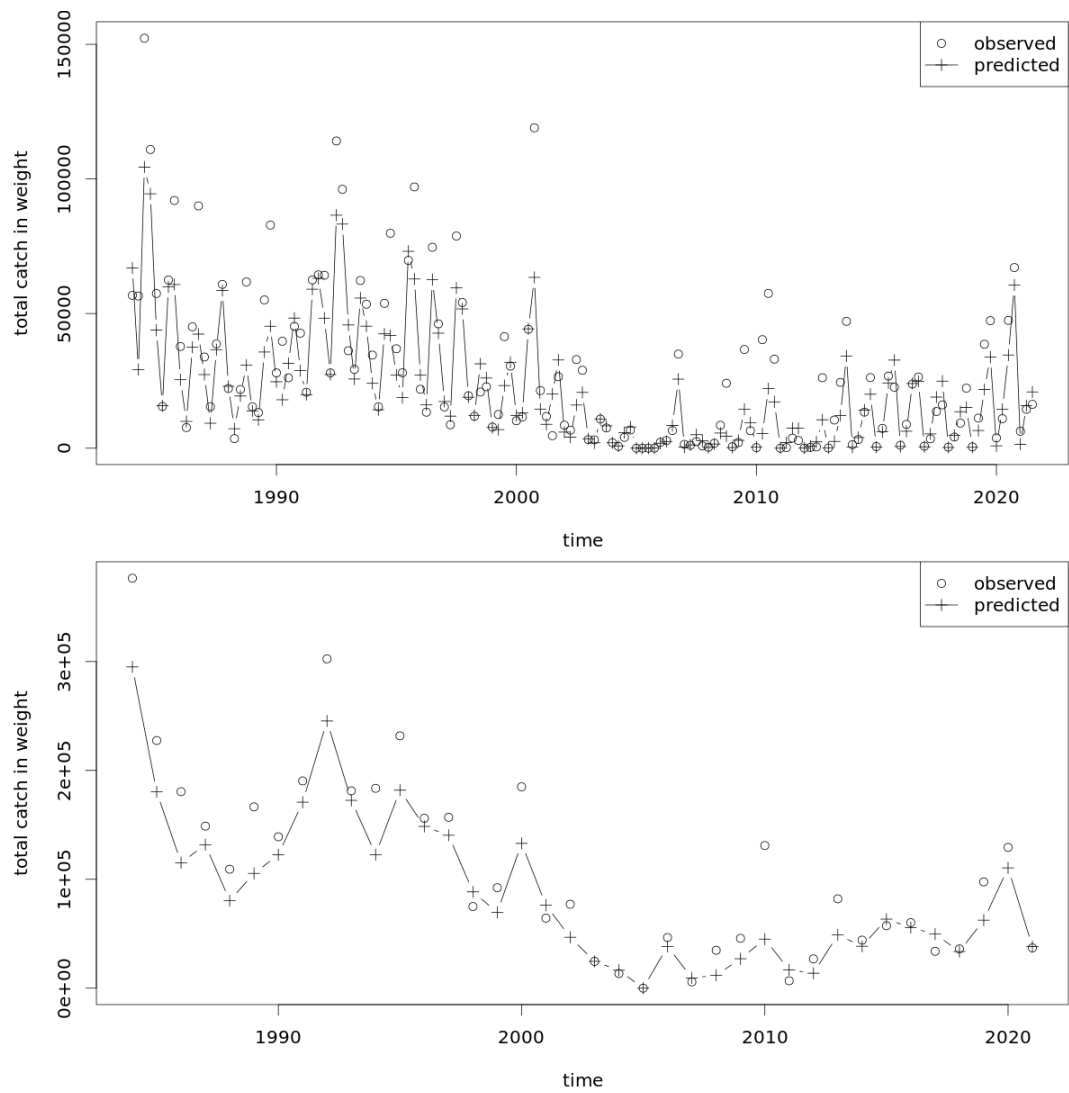 150000
100000
50000
0
total catch in weight
observed
predicted
1990
2000
2010
2020
time
3e+05
2e+05
1e+05
0e+00
total catch in weight
observed
predicted
1990
2000
2010
2020
time